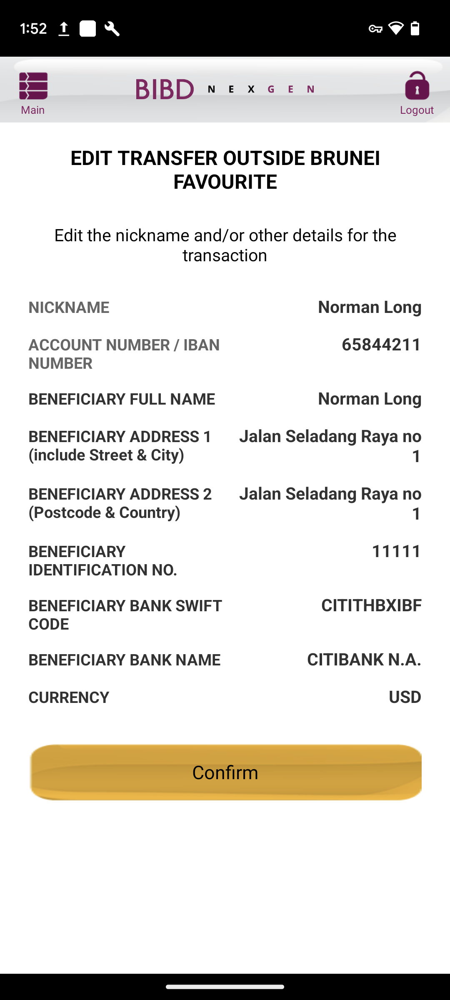 1:52
BIBD NEXGEN
Main
Logout
EDIT TRANSFER OUTSIDE BRUNEI
FAVOURITE
Edit the nickname and/or other details for the
transaction
NICKNAME Norman Long
ACCOUNT NUMBER / IBAN 65844211
NUMBER
BENEFICIARY FULL NAME Norman Long
BENEFICIARY ADDRESS 1 Jalan Seladang Raya no
(include Street & City) 1
BENEFICIARY ADDRESS 2 Jalan Seladang Raya no
(Postcode & Country) 1
BENEFICIARY 11111
IDENTIFICATION NO.
BENEFICIARY BANK SWIFT CITITHBXIBF
CODE
BENEFICIARY BANK NAME CITIBANK N.A.
CURRENCY USD
Confirm